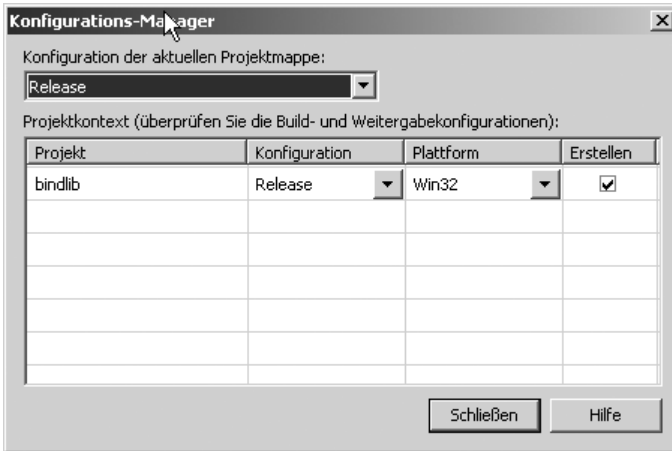 Konfigurations-Manager
Konfiguration der aktuellen Projektmappe:
Release
Projektkontext (überprüfen Sie die Build- und Weitergabekonfigurationen):
Projekt Konfiguration Plattform Erstellen
bindlib Release Win32
Schließen Hilfe